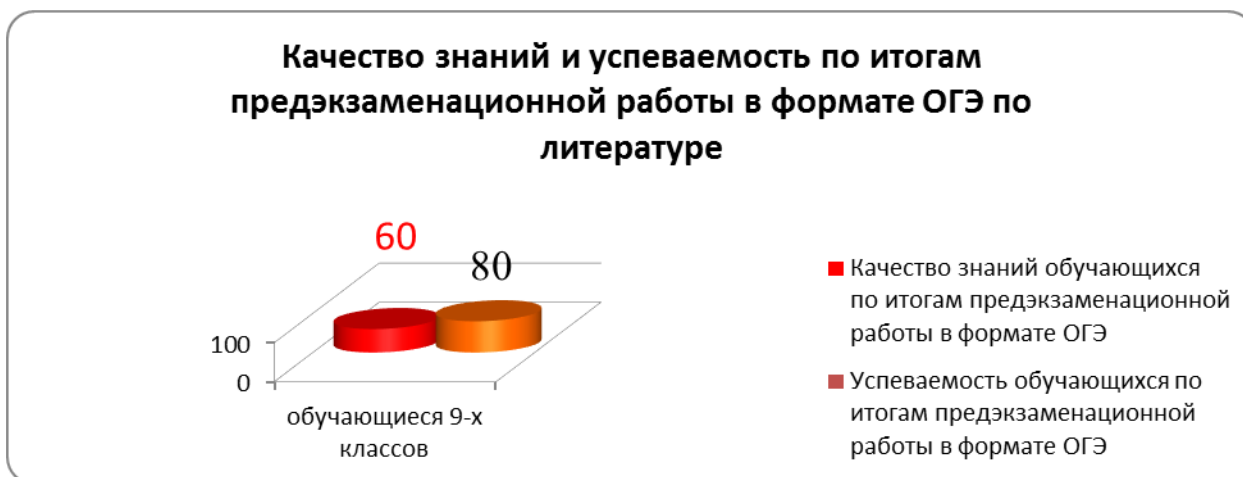 Качество знаний и успеваемость по итогам
предэкзаменационной работы в формате ОГЭ по
литературе
60
80
100
0
обучающиеся 9-х
классов
Качество знаний обучающихся
по итогам предэкзаменационной
работы в формате ОГЭ
Успеваемость обучающихся по
итогам предэкзаменационной
работы в формате ОГЭ